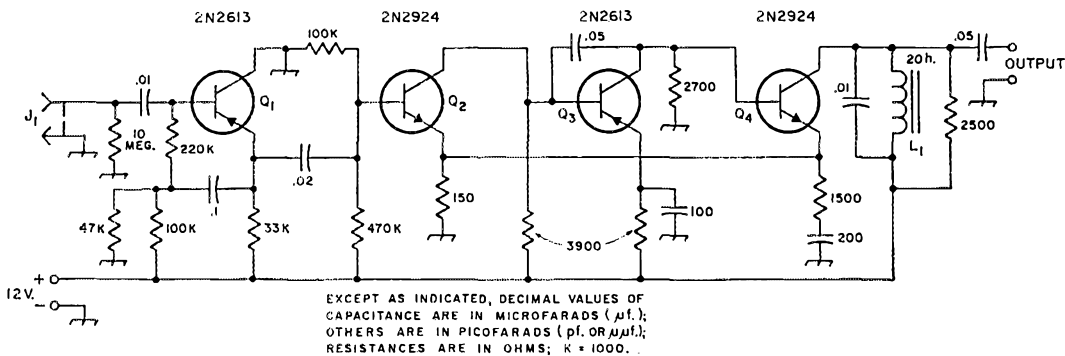 2N2613
2N2924
2N2613
2N2924
100K
.05
.05
20h.
OUTPUT
.01
J1
Q1
Q2
Q3
2700
Q4
.01
2500
L1
10 MEG.
220K
.02
.1
47K
100K
33K
470K
150
3900
100
1500
200
+
12V.
-
EXCEPT AS INDICATED, DECIMAL VALUES OF
CAPACITANCE ARE IN MICROFARADS (µf.);
OTHERS ARE IN PICOFARADS (pf. OR µµf.);
RESISTANCES ARE IN OHMS; K = 1000.